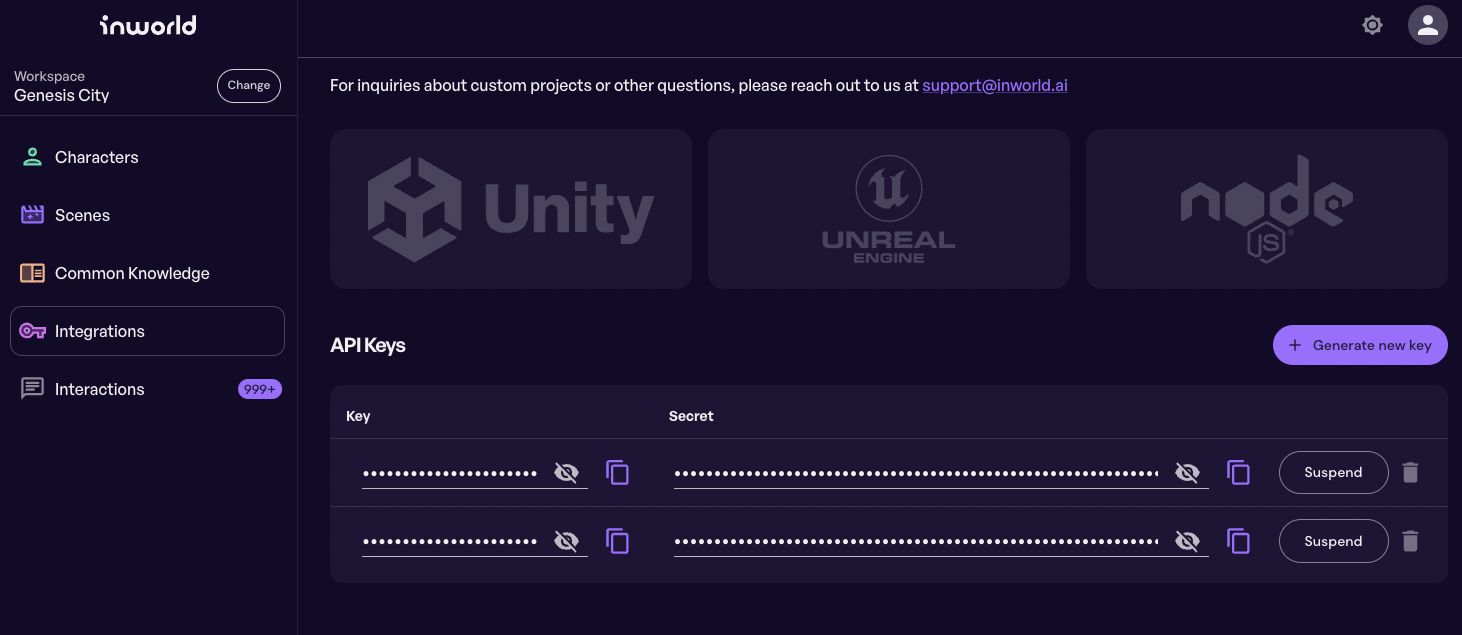 inworld
Workspace
Genesis City
Change
Characters
Scenes
Common Knowledge
Integrations
Interactions
999+
For inquiries about custom projects or other questions, please reach out to us at support@inworld.ai
Unity
UNREAL
ENGINE
node
JS
API Keys
+ Generate new key
Key
Secret
Suspend
Suspend